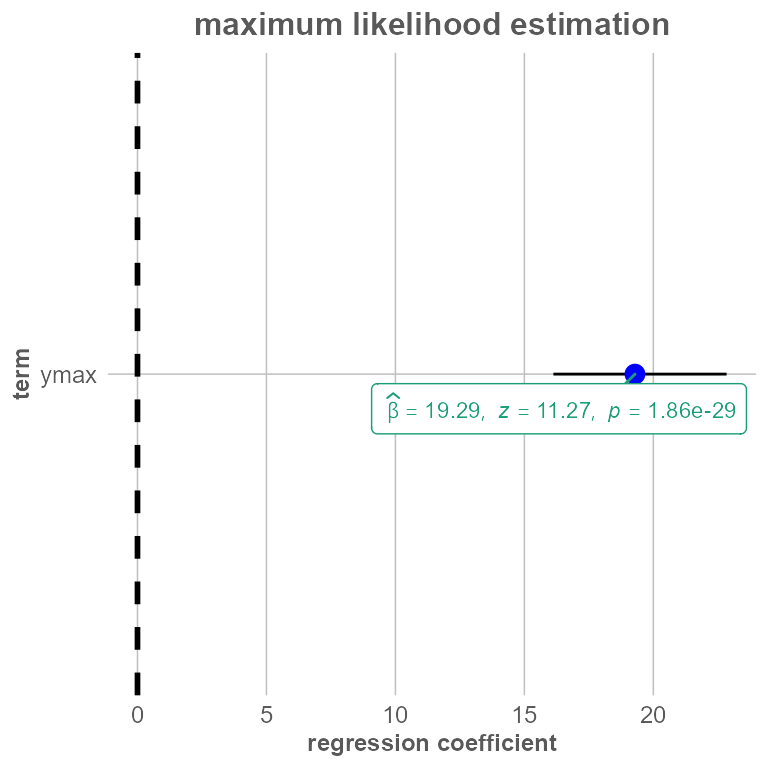 maximum likelihood estimation
term
ymax
β̂ = 19.29, z = 11.27, p = 1.86e-29
0 5 10 15 20
regression coefficient